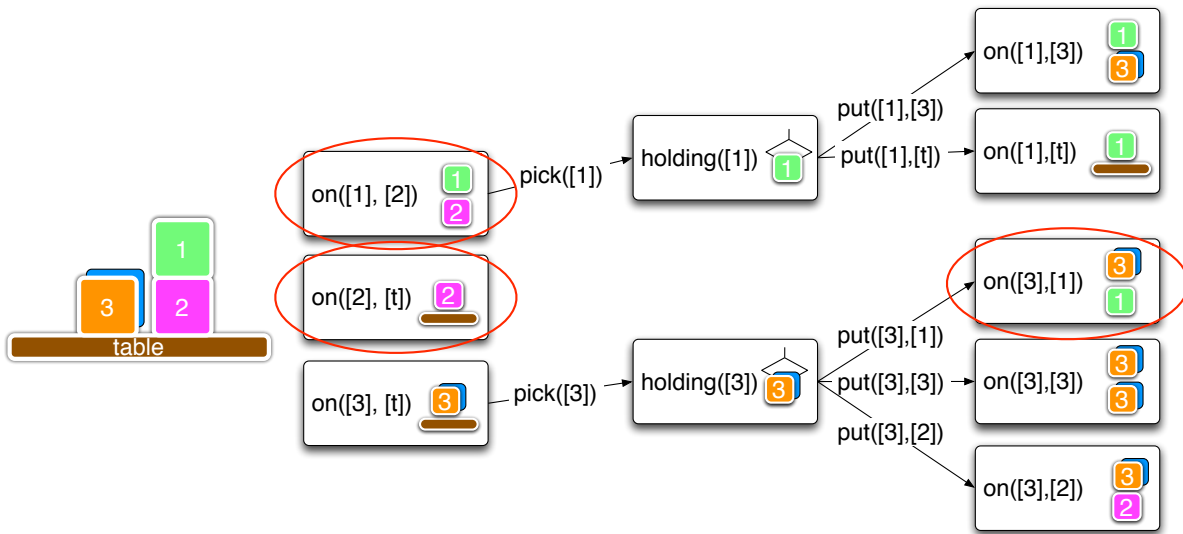 1
3
2
table
on([1], [2])
1
2
on([2], [t])
2
on([3], [t])
3
pick([1])
pick([3])
holding([1])
1
holding([3])
3
put([1],[3])
put([1],[t])
put([3],[1])
put([3],[3])
put([3],[2])
on([1],[3])
1
3
on([1],[t])
1
on([3],[1])
3
1
on([3],[3])
3
3
on([3],[2])
3
2